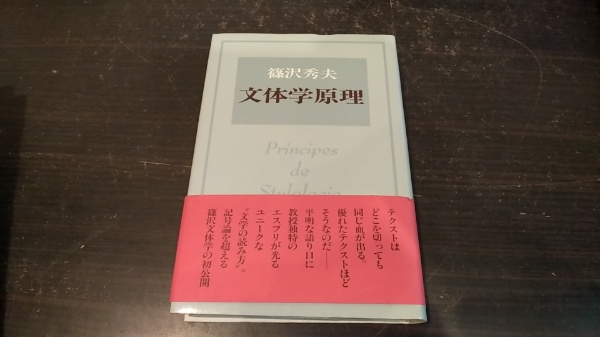 篠沢秀夫
文体学原理
Principes
de
Stylologie
テクストは
どこを切っても
同じ血が出る。
優れたテクストほど
そうなのだ──
平明な語り口に
教授独特の
エスプリが光る
ユニークな
“文学の読み方”。
記号論を超える
篠沢文体学の初公開